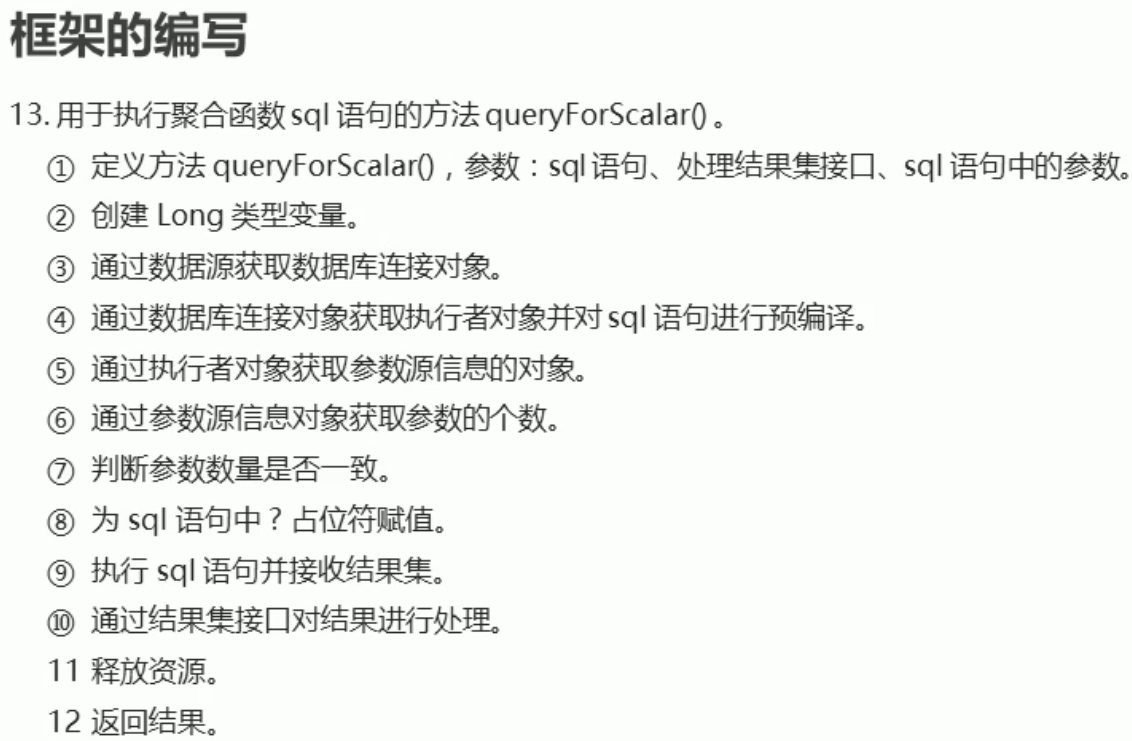 框架的编写
13. 用于执行聚合函数 sql 语句的方法 queryForScalar() 。
① 定义方法 queryForScalar() ，参数：sql 语句、处理结果集接口、sql 语句中的参数。
② 创建 Long 类型变量。
③ 通过数据源获取数据库连接对象。
④ 通过数据库连接对象获取执行者对象并对 sql 语句进行预编译。
⑤ 通过执行者对象获取参数源信息的对象。
⑥ 通过参数源信息对象获取参数的个数。
⑦ 判断参数数量是否一致。
⑧ 为 sql 语句中？占位符赋值。
⑨ 执行 sql 语句并接收结果集。
⑩ 通过结果集接口对结果进行处理。
11 释放资源。
12 返回结果。